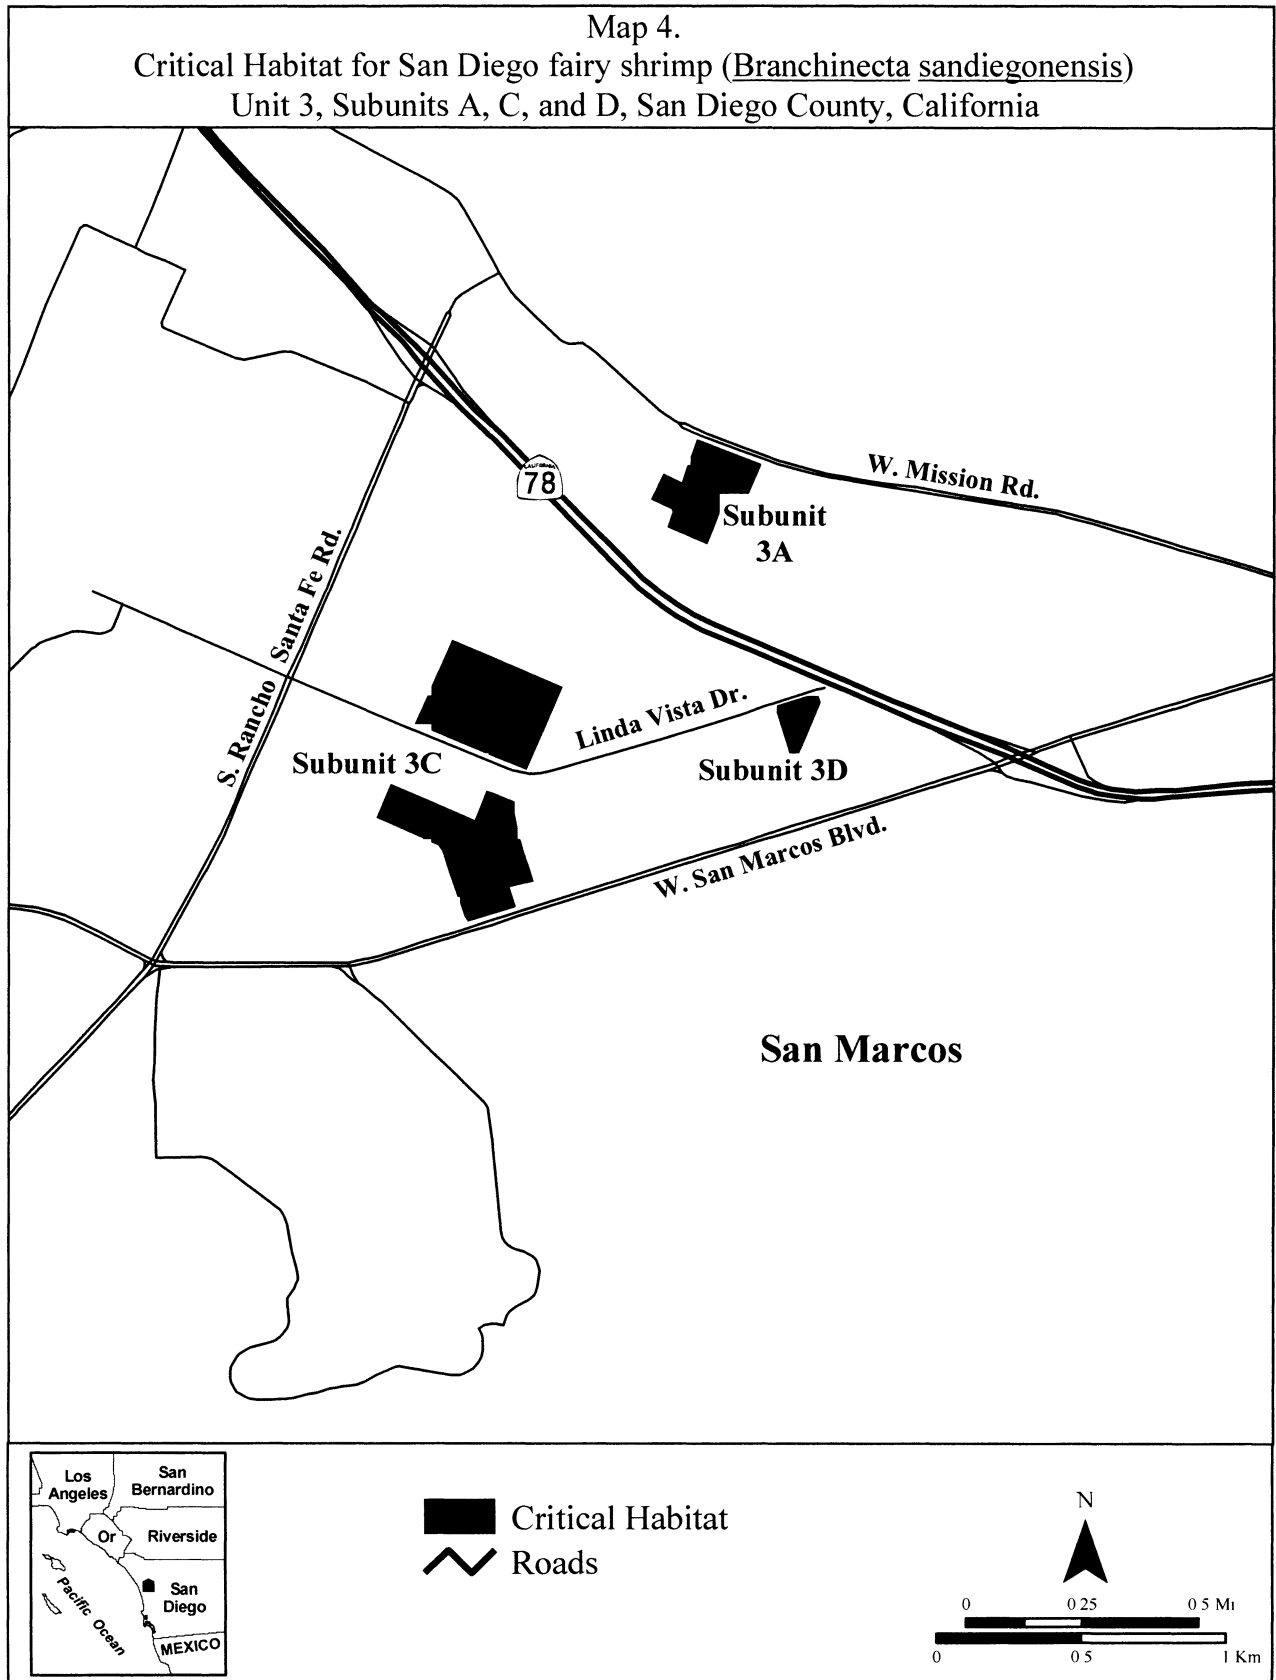 Map 4.
Critical Habitat for San Diego fairy shrimp (Branchinecta sandiegonensis)
Unit 3, Subunits A, C, and D, San Diego County, California
CALIFORNIA
78
W. Mission Rd.
Subunit
3A
S. Rancho Santa Fe Rd.
Linda Vista Dr.
Subunit 3C
Subunit 3D
W. San Marcos Blvd.
San Marcos
Los
Angeles
San
Bernardino
Or
Riverside
San
Diego
Pacific Ocean
MEXICO
Critical Habitat
Roads
N
0 0 25 0 5 Mi
0 0 5 1 Km